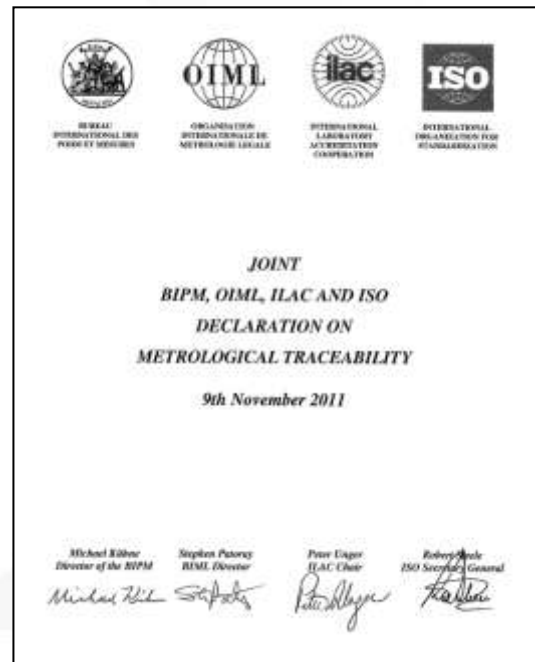 OIML
ilac
ISO
BUREAU
INTERNATIONAL DES
POIDS ET MESURES
ORGANISATION
INTERNATIONALE DE
METROLOGIE LEGALE
INTERNATIONAL
LABORATORY
ACCREDITATION
COOPERATION
INTERNATIONAL
ORGANIZATION FOR
STANDARDIZATION
JOINT
BIPM, OIML, ILAC AND ISO
DECLARATION ON
METROLOGICAL TRACEABILITY
9th November 2011
Michael Kühne
Director of the BIPM
Stephen Patoray
BIML Director
Peter Unger
ILAC Chair
Robert Steele
ISO Secretary General